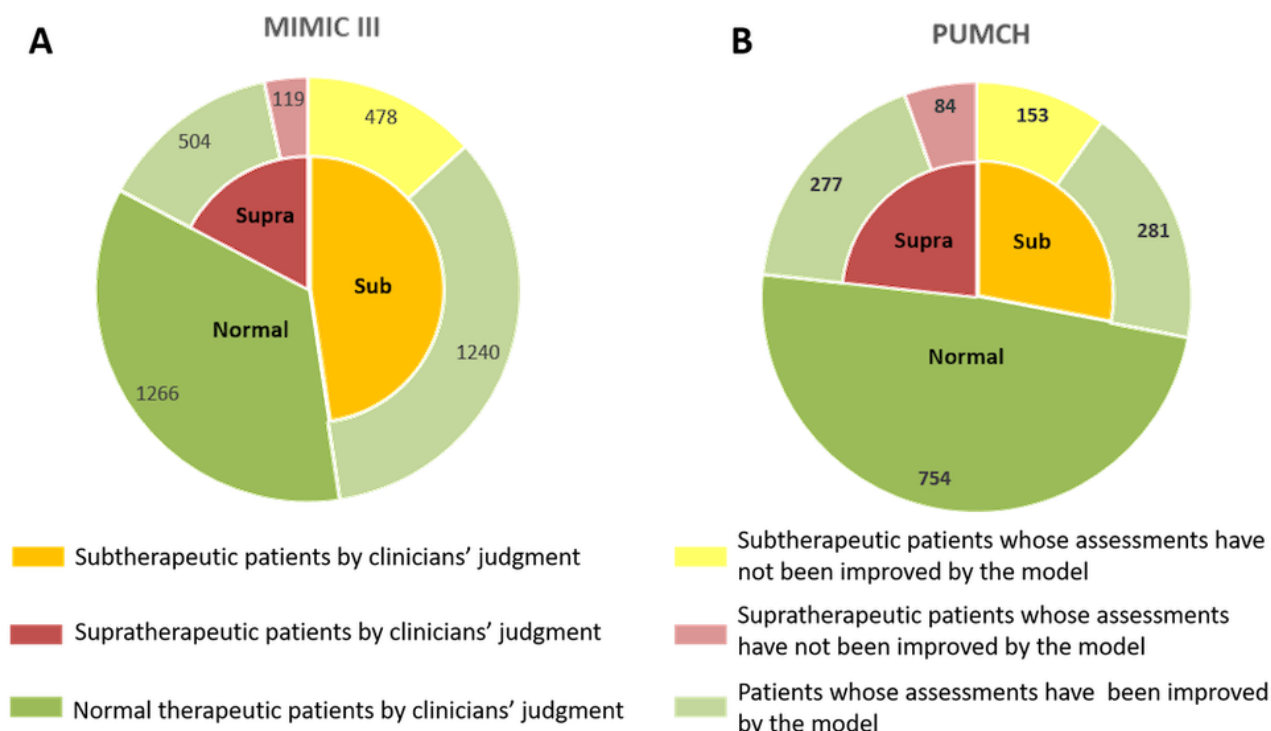 A
MIMIC III
119
478
504
Supra
Sub
Normal
1240
1266
B
PUMCH
84
153
277
281
Supra
Sub
Normal
754
Subtherapeutic patients by clinicians’ judgment
Supratherapeutic patients by clinicians’ judgment
Normal therapeutic patients by clinicians’ judgment
Subtherapeutic patients whose assessments have
not been improved by the model
Supratherapeutic patients whose assessments
have not been improved by the model
Patients whose assessments have  been improved
by the model